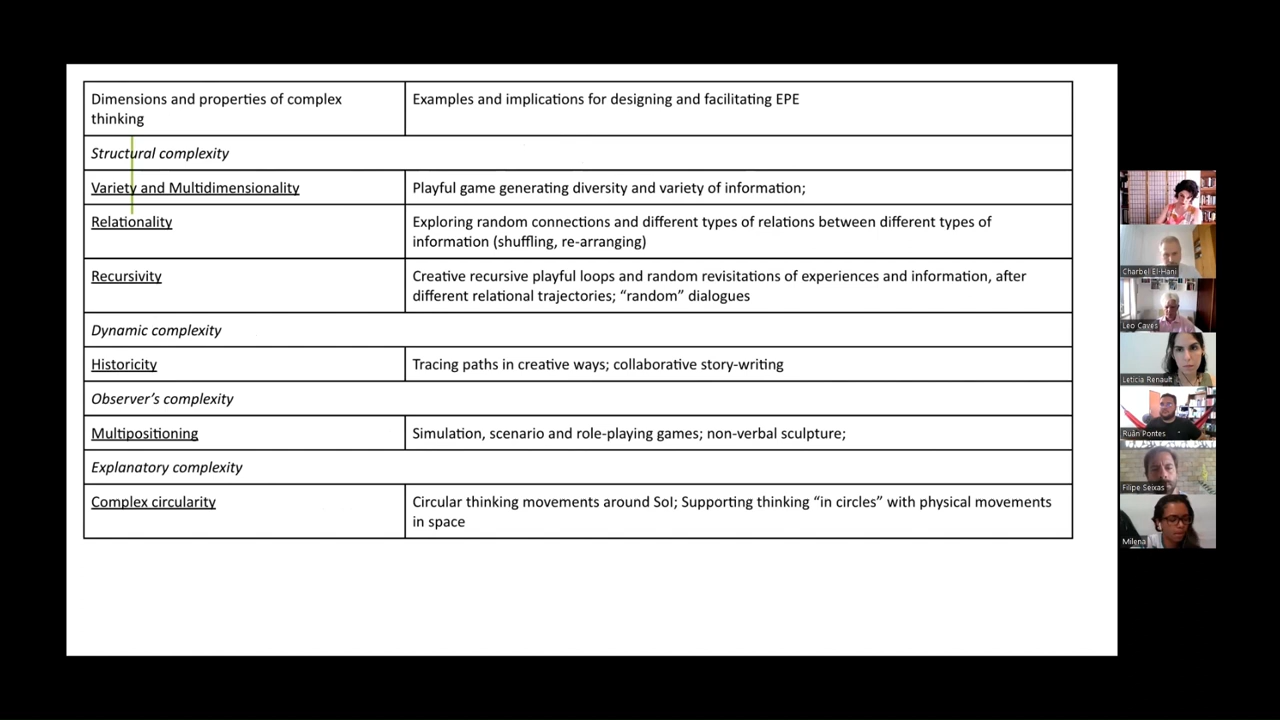 Dimensions and properties of complex
thinking
Examples and implications for designing and facilitating EPE
Structural complexity
Variety and Multidimensionality
Playful game generating diversity and variety of information;
Relationality
Exploring random connections and different types of relations between different types of
information (shuffling, re-arranging)
Recursivity
Creative recursive playful loops and random revisitations of experiences and information, after
different relational trajectories; “random” dialogues
Dynamic complexity
Historicity
Tracing paths in creative ways; collaborative story-writing
Observer’s complexity
Multipositioning
Simulation, scenario and role-playing games; non-verbal sculpture;
Explanatory complexity
Complex circularity
Circular thinking movements around SoI; Supporting thinking “in circles” with physical movements
in space
Charbel El-Hani
Leo Caves
Leticia Renault
Ruán Pontes
Filipe Seixas
Milena